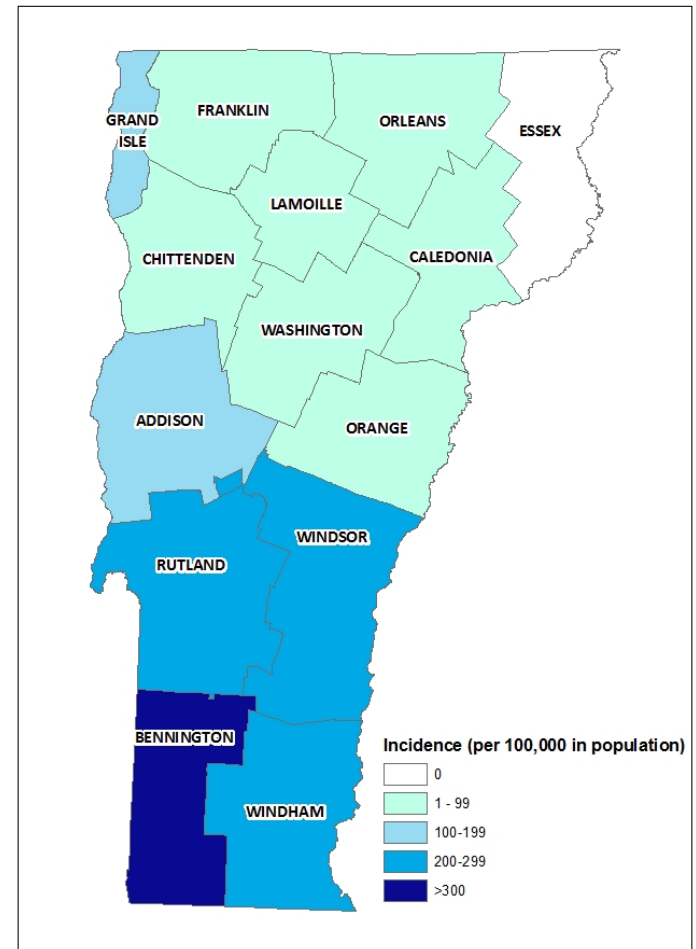 GRAND
ISLE
FRANKLIN
ORLEANS
ESSEX
LAMOILLE
CHITTENDEN
CALEDONIA
WASHINGTON
ADDISON
ORANGE
WINDSOR
RUTLAND
BENNINGTON
WINDHAM
Incidence (per 100,000 in population)
0
1 - 99
100-199
200-299
>300